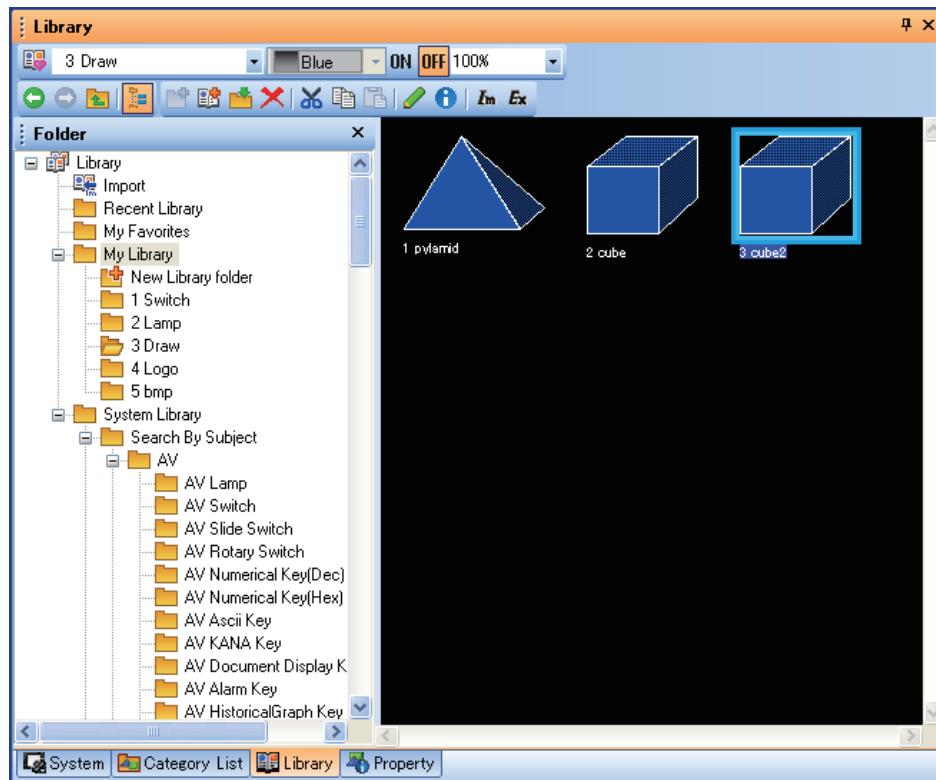 Library
3 Draw Blue ON OFF 100%
Im Ex
Folder
Library
Import
Recent Library
My Favorites
My Library
New Library folder
1 Switch
2 Lamp
3 Draw
4 Logo
5 bmp
System Library
Search By Subject
AV
AV Lamp
AV Switch
AV Slide Switch
AV Rotary Switch
AV Numerical Key(Dec)
AV Numerical Key(Hex)
AV Ascii Key
AV KANA Key
AV Document Display K
AV Alarm Key
AV HistoricalGraph Key
1 pylamid
2 cube
3 cube2
System Category List Library Property